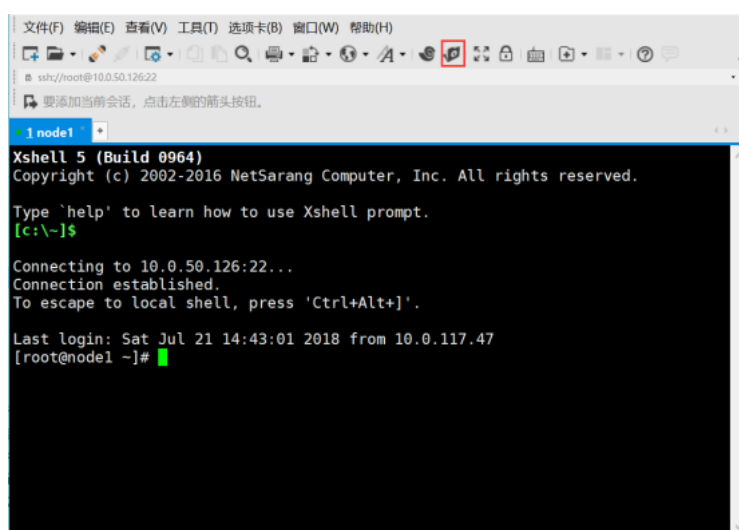 文件(F) 编辑(E) 查看(V) 工具(T) 选项卡(B) 窗口(W) 帮助(H)
ssh://root@10.0.50.126:22
要添加当前会话，点击左侧的箭头按钮。
1 node1
Xshell 5 (Build 0964)
Copyright (c) 2002-2016 NetSarang Computer, Inc. All rights reserved.
Type `help' to learn how to use Xshell prompt.
[c:\~]$
Connecting to 10.0.50.126:22...
Connection established.
To escape to local shell, press 'Ctrl+Alt+]'.
Last login: Sat Jul 21 14:43:01 2018 from 10.0.117.47
[root@node1 ~]#